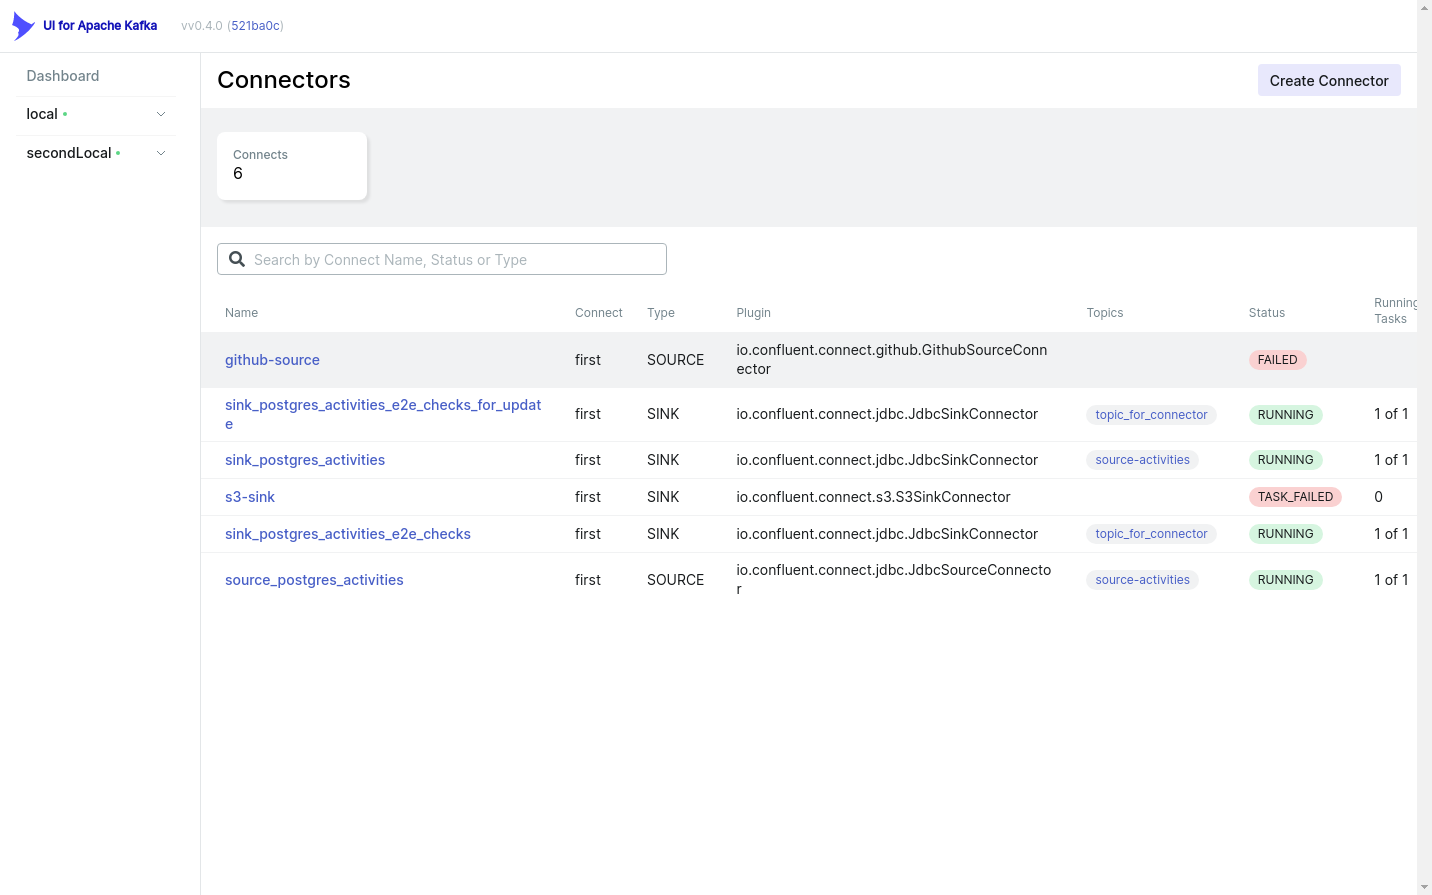 UI for Apache Kafka vv0.4.0 (521ba0c)
Dashboard
local
secondLocal
Connectors
Create Connector
Connects
6
Search by Connect Name, Status or Type
Name Connect Type Plugin Topics Status Running
Tasks
github-source first SOURCE io.confluent.connect.github.GithubSourceConn
ector FAILED
sink_postgres_activities_e2e_checks_for_updat
e first SINK io.confluent.connect.jdbc.JdbcSinkConnector topic_for_connector RUNNING 1 of 1
sink_postgres_activities first SINK io.confluent.connect.jdbc.JdbcSinkConnector source-activities RUNNING 1 of 1
s3-sink first SINK io.confluent.connect.s3.S3SinkConnector TASK_FAILED 0
sink_postgres_activities_e2e_checks first SINK io.confluent.connect.jdbc.JdbcSinkConnector topic_for_connector RUNNING 1 of 1
source_postgres_activities first SOURCE io.confluent.connect.jdbc.JdbcSourceConnecto
r source-activities RUNNING 1 of 1